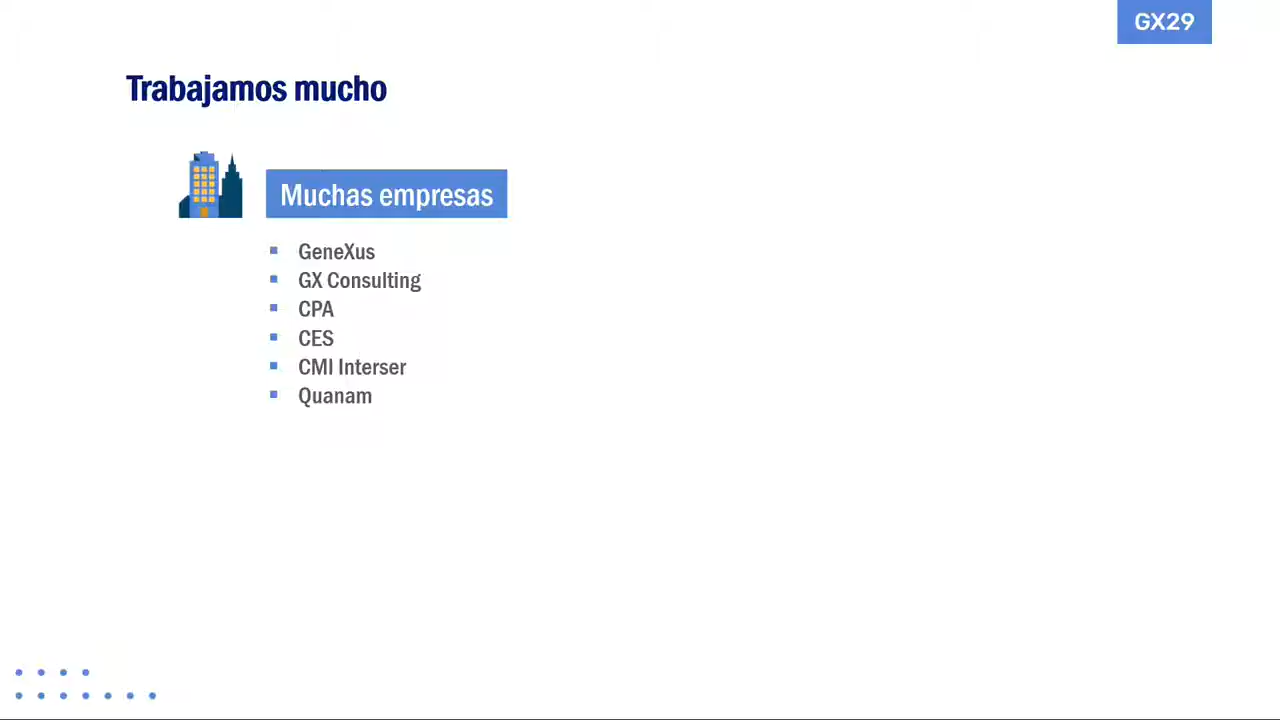 GX29
Trabajamos mucho
Muchas empresas
GeneXus
GX Consulting
CPA
CES
CMI Interser
Quanam